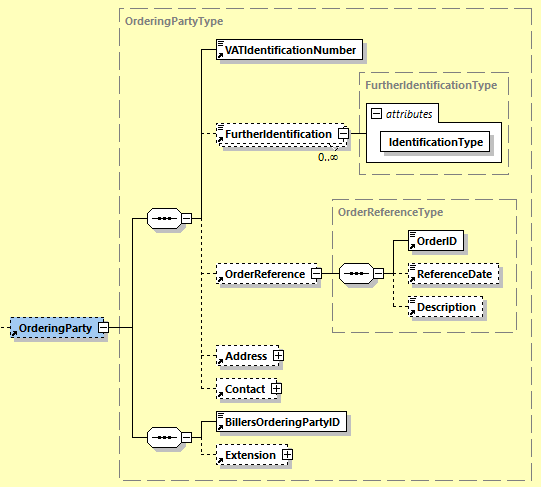 OrderingPartyType
VATIdentificationNumber
FurtherIdentificationType
attributes
FurtherIdentification
IdentificationType
0..∞
OrderReferenceType
OrderID
OrderReference
ReferenceDate
Description
OrderingParty
Address
Contact
BillersOrderingPartyID
Extension